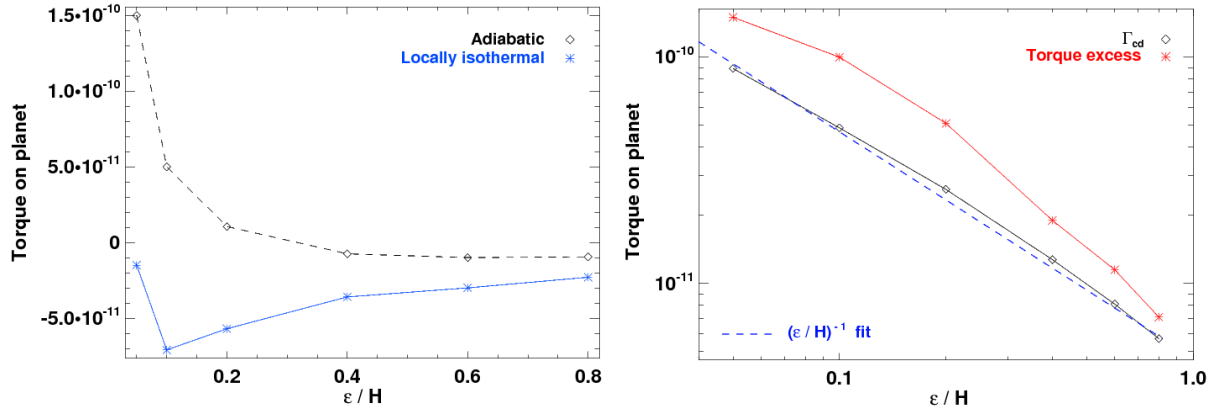 1.5•10⁻¹⁰
1.0•10⁻¹⁰
5.0•10⁻¹¹
0
-5.0•10⁻¹¹
Torque on planet
Adiabatic
Locally isothermal
0.2
0.4
0.6
0.8
ε / H
10⁻¹⁰
10⁻¹¹
Torque on planet
Γcd
Torque excess
(ε / H)⁻¹ fit
0.1
1.0
ε / H